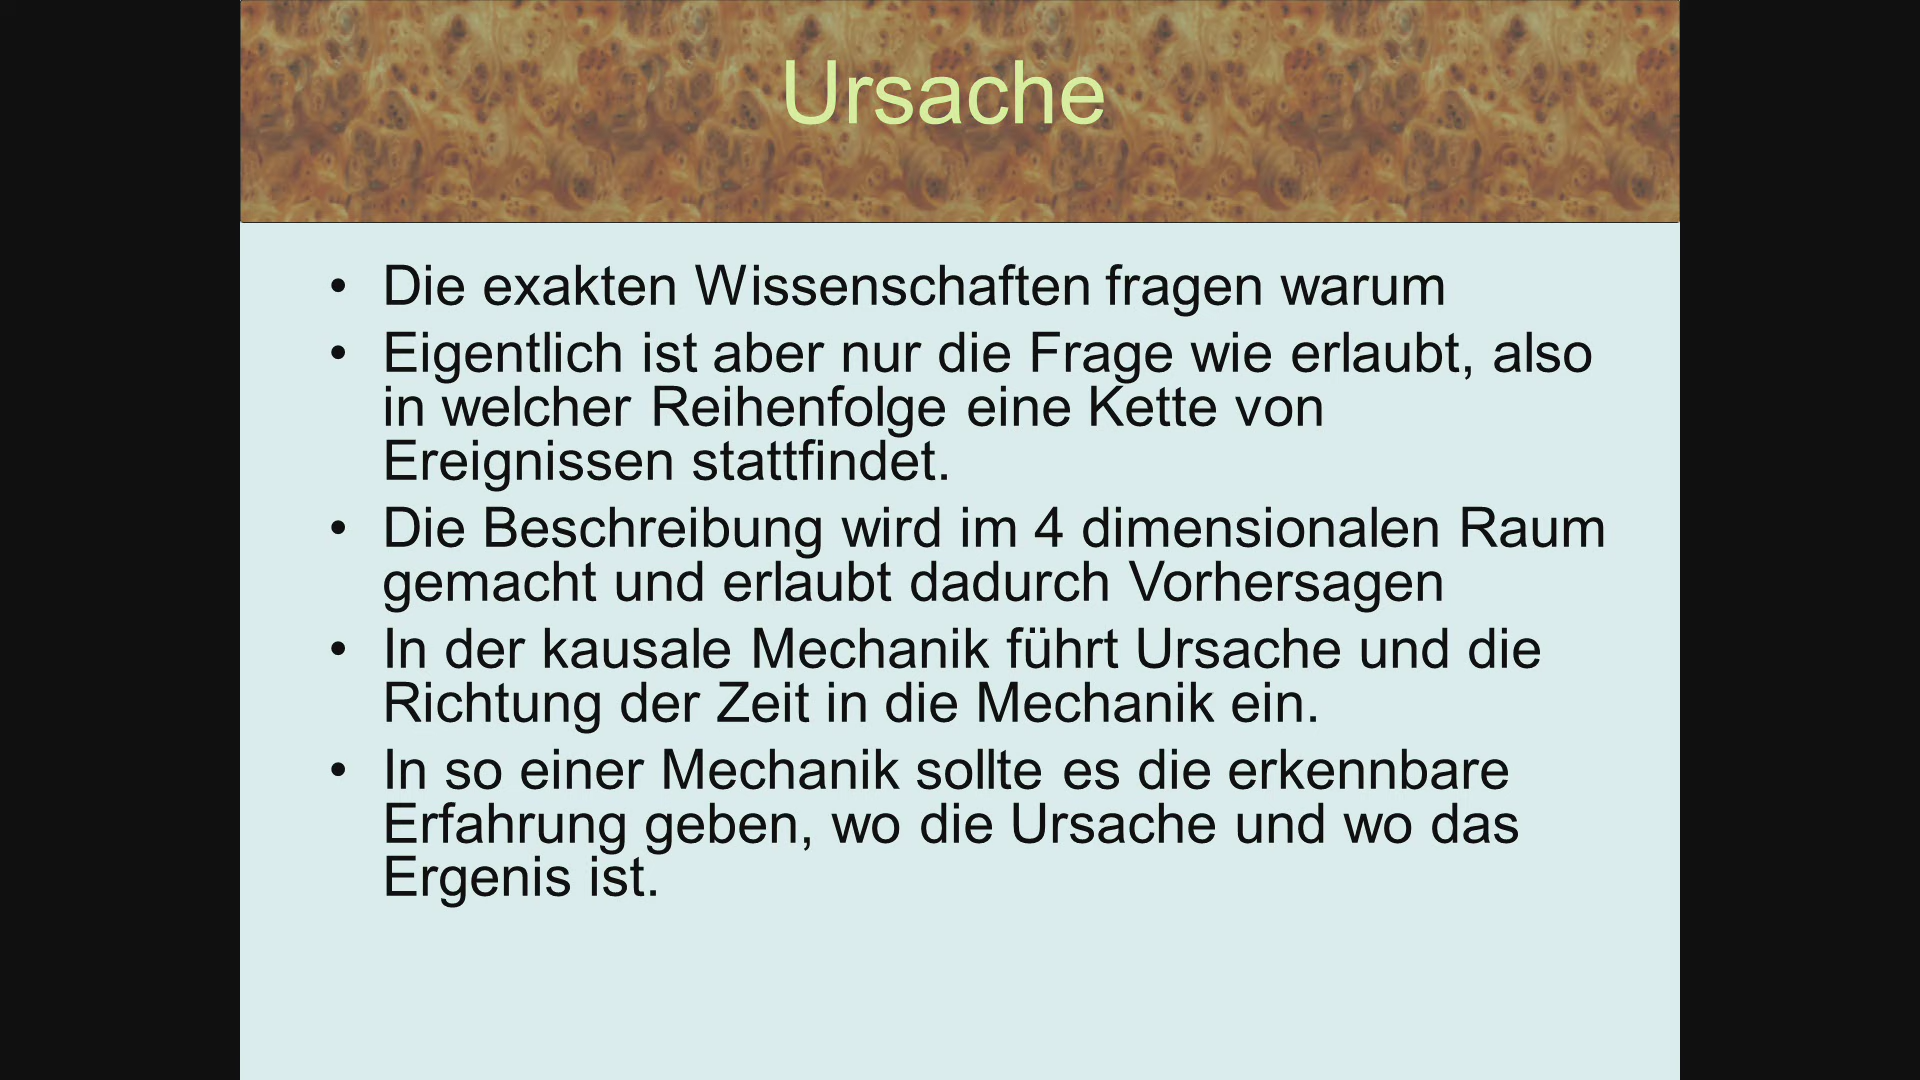 Ursache
• Die exakten Wissenschaften fragen warum
• Eigentlich ist aber nur die Frage wie erlaubt, also
in welcher Reihenfolge eine Kette von
Ereignissen stattfindet.
• Die Beschreibung wird im 4 dimensionalen Raum
gemacht und erlaubt dadurch Vorhersagen
• In der kausale Mechanik führt Ursache und die
Richtung der Zeit in die Mechanik ein.
• In so einer Mechanik sollte es die erkennbare
Erfahrung geben, wo die Ursache und wo das
Ergenis ist.